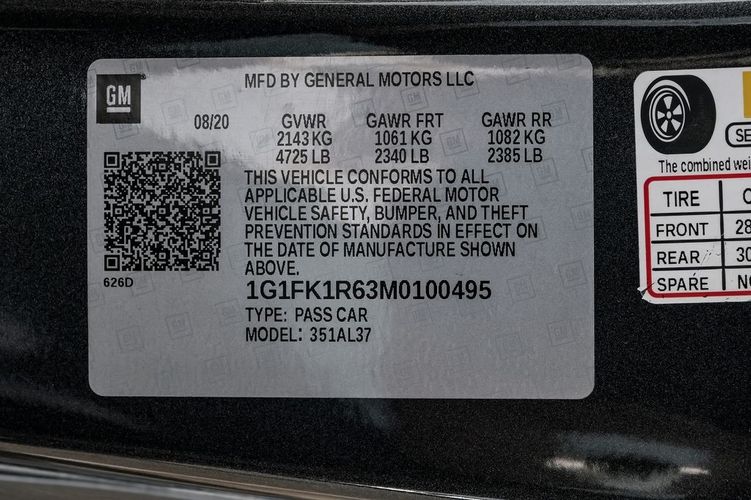 GM
MFD BY GENERAL MOTORS LLC
08/20 GVWR GAWR FRT GAWR RR
2143 KG 1061 KG 1082 KG
4725 LB 2340 LB 2385 LB
THIS VEHICLE CONFORMS TO ALL
APPLICABLE U.S. FEDERAL MOTOR
VEHICLE SAFETY, BUMPER, AND THEFT
PREVENTION STANDARDS IN EFFECT ON
THE DATE OF MANUFACTURE SHOWN
ABOVE.
626D
1G1FK1R63M0100495
TYPE: PASS CAR
MODEL: 351AL37
The combined
TIRE
FRONT
REAR
SPARE